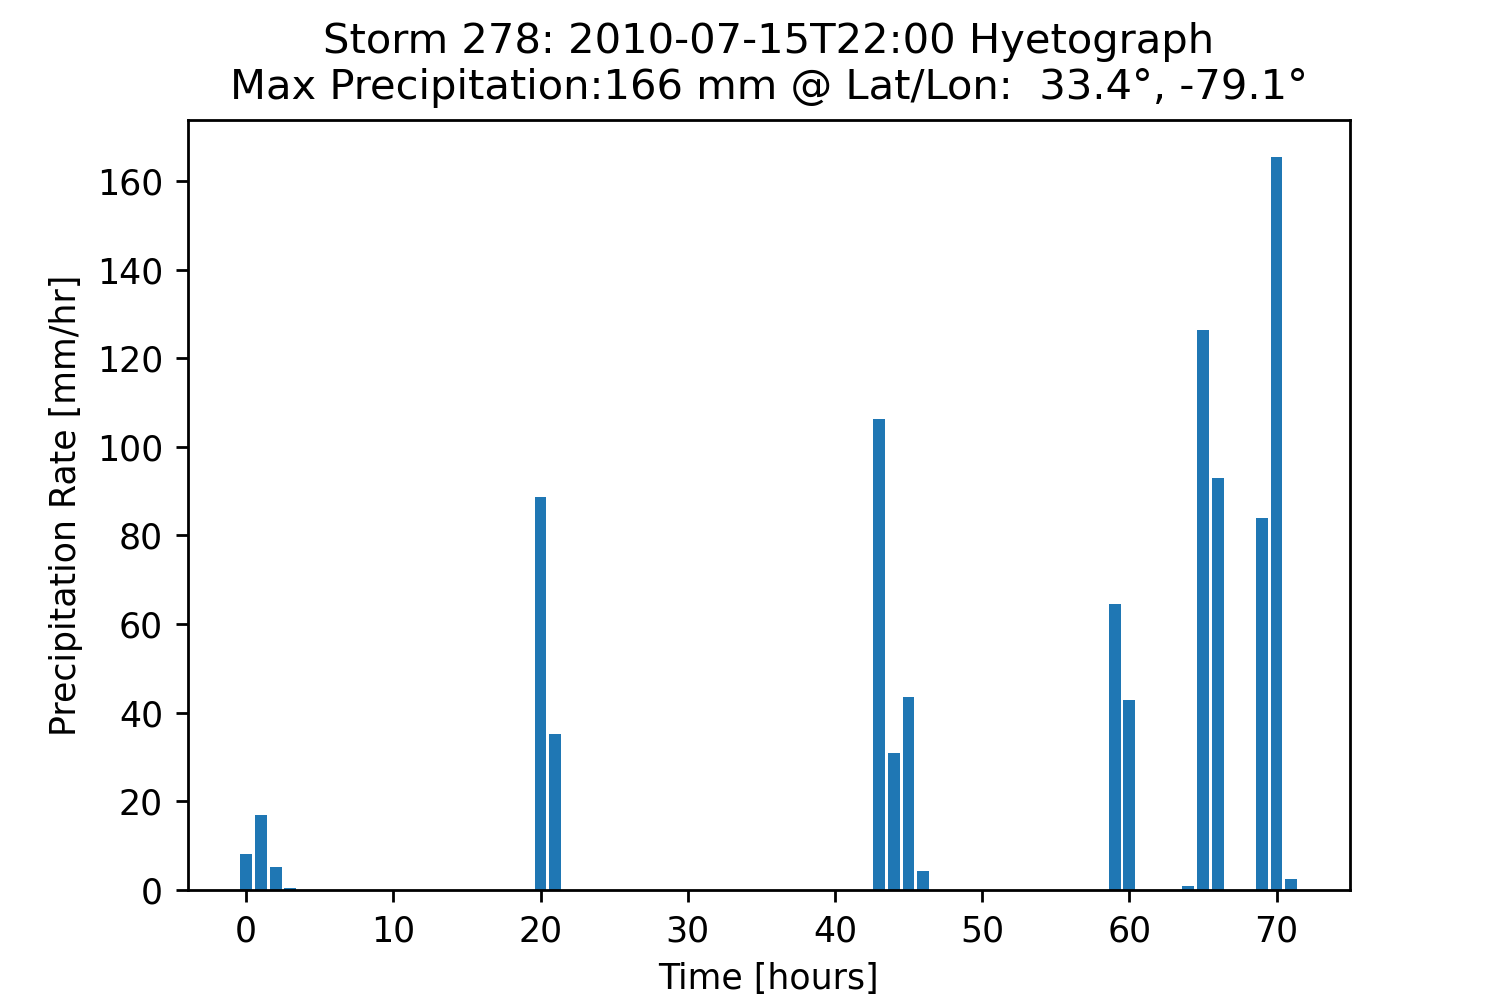 Storm 278: 2010-07-15T22:00 Hyetograph
Max Precipitation:166 mm @ Lat/Lon:  33.4°, -79.1°
Precipitation Rate [mm/hr]
160
140
120
100
80
60
40
20
0
0 10 20 30 40 50 60 70
Time [hours]